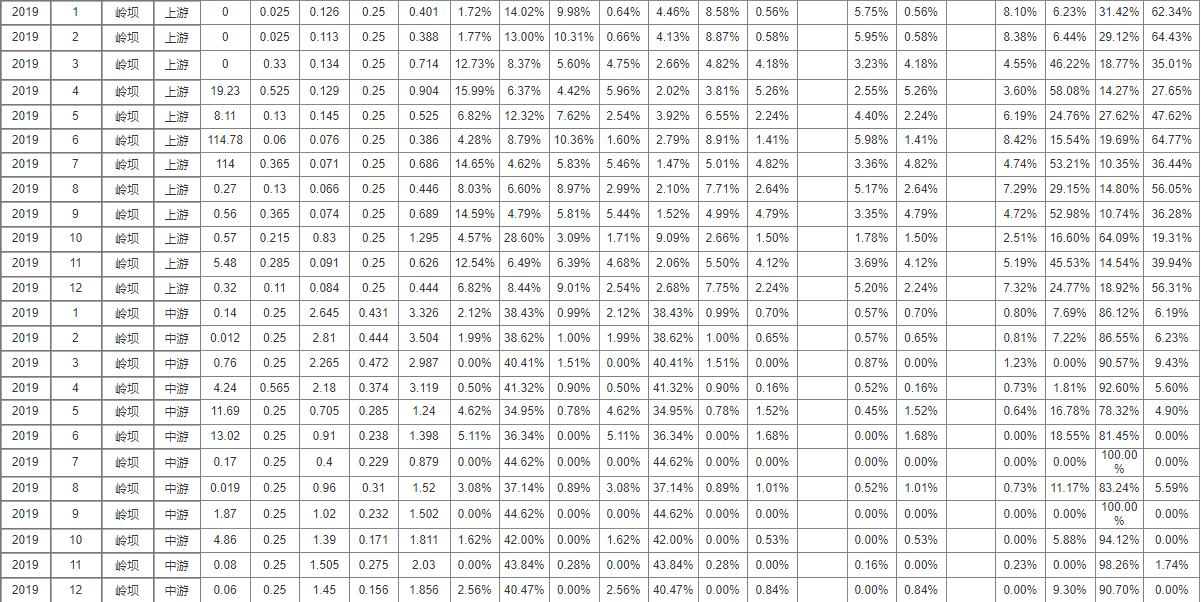 2019 1 岭坝 上游 0 0.025 0.126 0.25 0.401 1.72% 14.02% 9.98% 0.64% 4.46% 8.58% 0.56% 5.75% 0.56% 8.10% 6.23% 31.42% 62.34%
2019 2 岭坝 上游 0 0.025 0.113 0.25 0.388 1.77% 13.00% 10.31% 0.66% 4.13% 8.87% 0.58% 5.95% 0.58% 8.38% 6.44% 29.12% 64.43%
2019 3 岭坝 上游 0 0.33 0.134 0.25 0.714 12.73% 8.37% 5.60% 4.75% 2.66% 4.82% 4.18% 3.23% 4.18% 4.55% 46.22% 18.77% 35.01%
2019 4 岭坝 上游 19.23 0.525 0.129 0.25 0.904 15.99% 6.37% 4.42% 5.96% 2.02% 3.81% 5.26% 2.55% 5.26% 3.60% 58.08% 14.27% 27.65%
2019 5 岭坝 上游 8.11 0.13 0.145 0.25 0.525 6.82% 12.32% 7.62% 2.54% 3.92% 6.55% 2.24% 4.40% 2.24% 6.19% 24.76% 27.62% 47.62%
2019 6 岭坝 上游 114.78 0.06 0.076 0.25 0.386 4.28% 8.79% 10.36% 1.60% 2.79% 8.91% 1.41% 5.98% 1.41% 8.42% 15.54% 19.69% 64.77%
2019 7 岭坝 上游 114 0.365 0.071 0.25 0.686 14.65% 4.62% 5.83% 5.46% 1.47% 5.01% 4.82% 3.36% 4.82% 4.74% 53.21% 10.35% 36.44%
2019 8 岭坝 上游 0.27 0.13 0.066 0.25 0.446 8.03% 6.60% 8.97% 2.99% 2.10% 7.71% 2.64% 5.17% 2.64% 7.29% 29.15% 14.80% 56.05%
2019 9 岭坝 上游 0.56 0.365 0.074 0.25 0.689 14.59% 4.79% 5.81% 5.44% 1.52% 4.99% 4.79% 3.35% 4.79% 4.72% 52.98% 10.74% 36.28%
2019 10 岭坝 上游 0.57 0.215 0.83 0.25 1.295 4.57% 28.60% 3.09% 1.71% 9.09% 2.66% 1.50% 1.78% 1.50% 2.51% 16.60% 64.09% 19.31%
2019 11 岭坝 上游 5.48 0.285 0.091 0.25 0.626 12.54% 6.49% 6.39% 4.68% 2.06% 5.50% 4.12% 3.69% 4.12% 5.19% 45.53% 14.54% 39.94%
2019 12 岭坝 上游 0.32 0.11 0.084 0.25 0.444 6.82% 8.44% 9.01% 2.54% 2.68% 7.75% 2.24% 5.20% 2.24% 7.32% 24.77% 18.92% 56.31%
2019 1 岭坝 中游 0.14 0.25 2.645 0.431 3.326 2.12% 38.43% 0.99% 2.12% 38.43% 0.99% 0.70% 0.57% 0.70% 0.80% 7.69% 86.12% 6.19%
2019 2 岭坝 中游 0.012 0.25 2.81 0.444 3.504 1.99% 38.62% 1.00% 1.99% 38.62% 1.00% 0.65% 0.57% 0.65% 0.81% 7.22% 86.55% 6.23%
2019 3 岭坝 中游 0.76 0.25 2.265 0.472 2.987 0.00% 40.41% 1.51% 0.00% 40.41% 1.51% 0.00% 0.87% 0.00% 1.23% 0.00% 90.57% 9.43%
2019 4 岭坝 中游 4.24 0.565 2.18 0.374 3.119 0.50% 41.32% 0.90% 0.50% 41.32% 0.90% 0.16% 0.52% 0.16% 0.73% 1.81% 92.60% 5.60%
2019 5 岭坝 中游 11.69 0.25 0.705 0.285 1.24 4.62% 34.95% 0.78% 4.62% 34.95% 0.78% 1.52% 0.45% 1.52% 0.64% 16.78% 78.32% 4.90%
2019 6 岭坝 中游 13.02 0.25 0.91 0.238 1.398 5.11% 36.34% 0.00% 5.11% 36.34% 0.00% 1.68% 0.00% 1.68% 0.00% 18.55% 81.45% 0.00%
2019 7 岭坝 中游 0.17 0.25 0.4 0.229 0.879 0.00% 44.62% 0.00% 0.00% 44.62% 0.00% 0.00% 0.00% 0.00% 0.00% 0.00% 100.00% 0.00%
2019 8 岭坝 中游 0.019 0.25 0.96 0.31 1.52 3.08% 37.14% 0.89% 3.08% 37.14% 0.89% 1.01% 0.52% 1.01% 0.73% 11.17% 83.24% 5.59%
2019 9 岭坝 中游 1.87 0.25 1.02 0.232 1.502 0.00% 44.62% 0.00% 0.00% 44.62% 0.00% 0.00% 0.00% 0.00% 0.00% 0.00% 100.00% 0.00%
2019 10 岭坝 中游 4.86 0.25 1.39 0.171 1.811 1.62% 42.00% 0.00% 1.62% 42.00% 0.00% 0.53% 0.00% 0.53% 0.00% 5.88% 94.12% 0.00%
2019 11 岭坝 中游 0.08 0.25 1.505 0.275 2.03 0.00% 43.84% 0.28% 0.00% 43.84% 0.28% 0.00% 0.16% 0.00% 0.23% 0.00% 98.26% 1.74%
2019 12 岭坝 中游 0.06 0.25 1.45 0.156 1.856 2.56% 40.47% 0.00% 2.56% 40.47% 0.00% 0.84% 0.00% 0.84% 0.00% 9.30% 90.70% 0.00%